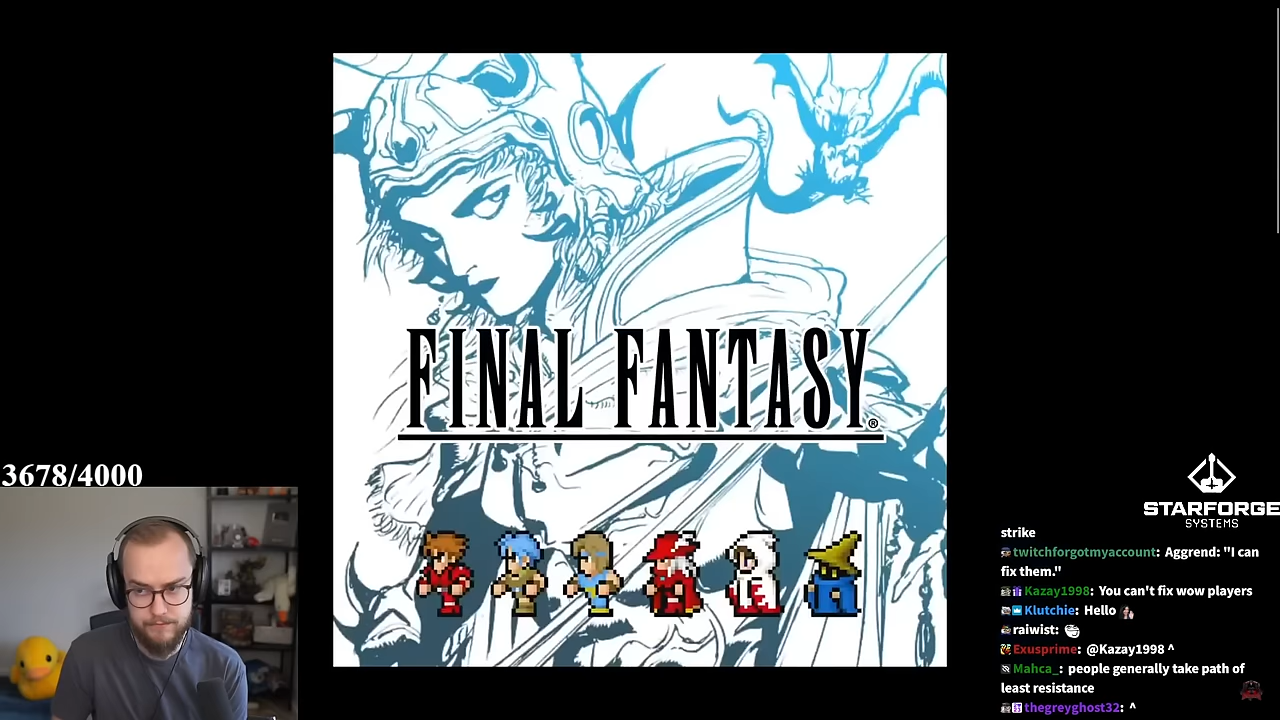 FINAL FANTASY®
3678/4000
STARFORGE
SYSTEMS
strike
twitchforgotmyaccount: Aggrend: "I can
fix them."
Kazay1998: You can't fix wow players
Klutchie: Hello
raiwist:
Exusprime: @Kazay1998 ^
Mahca_: people generally take path of
least resistance
thegreyghost32: ^